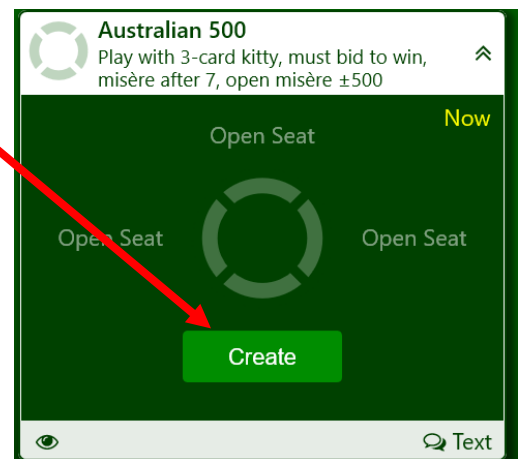 Australian 500
Play with 3-card kitty, must bid to win,
misère after 7, open misère ±500
Now
Open Seat
Open Seat
Open Seat
Create
Text